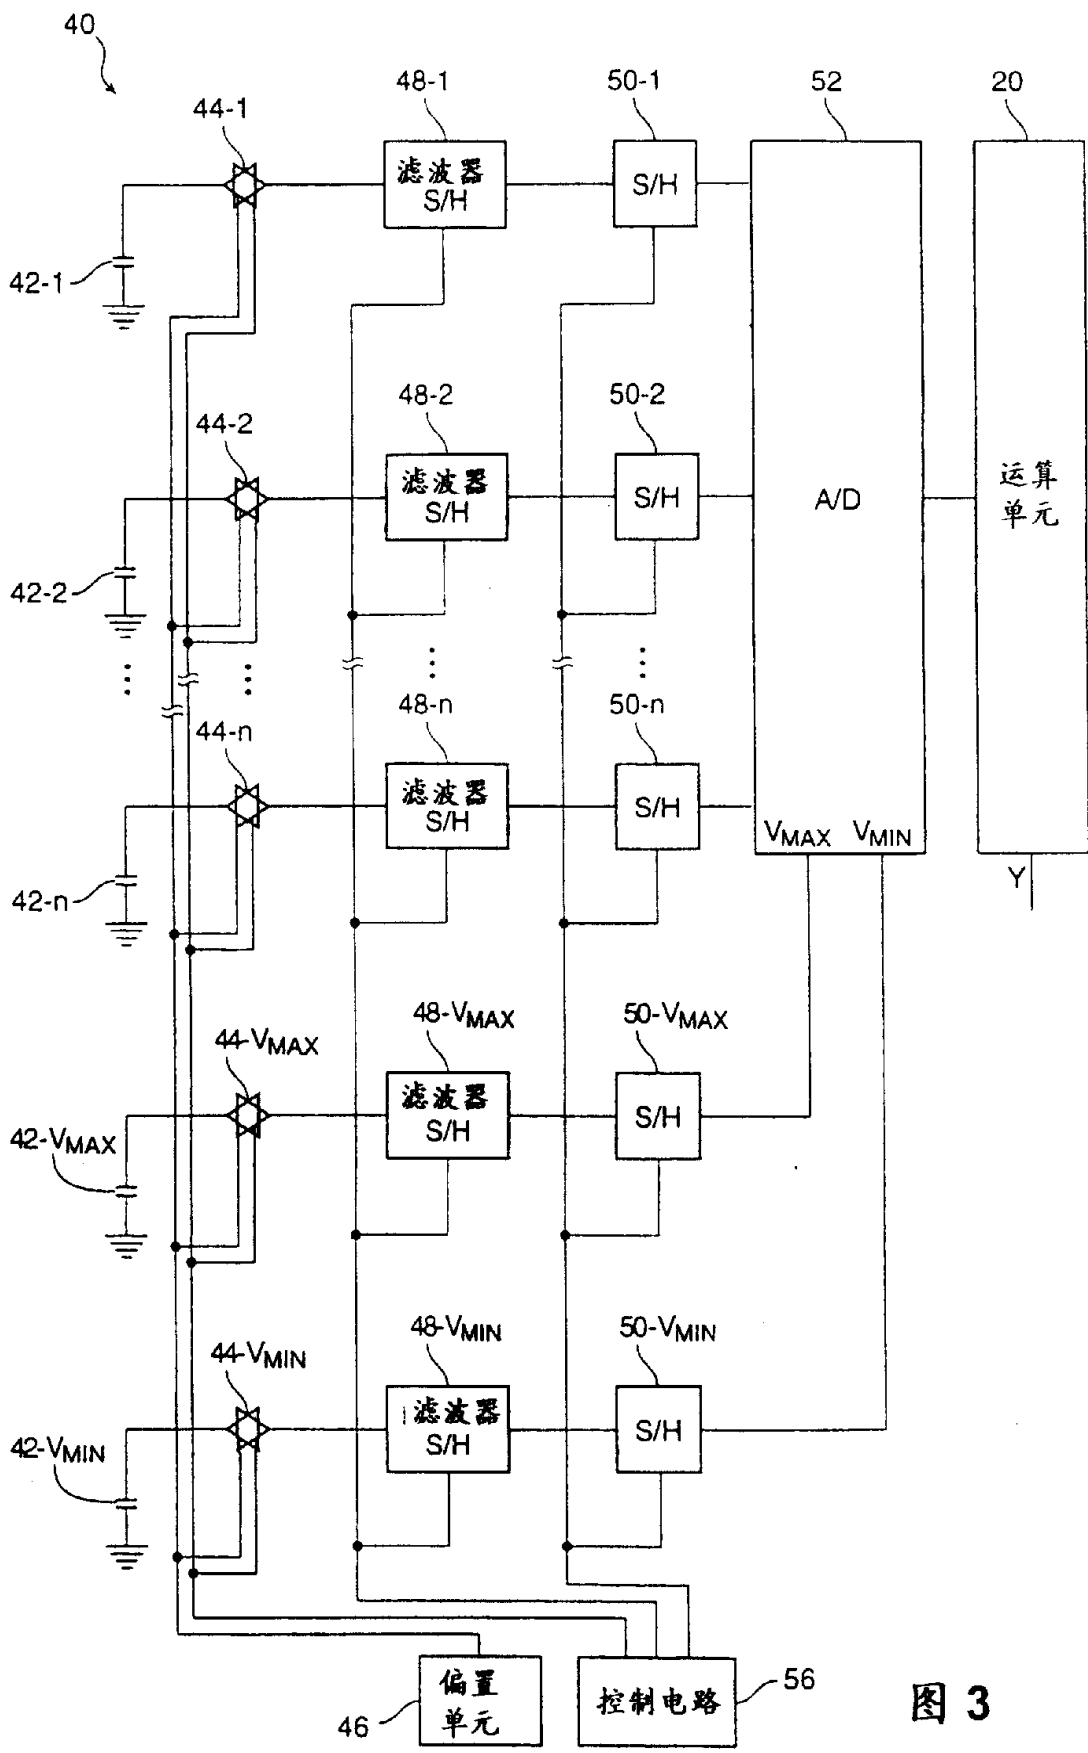 40
44-1
48-1
50-1
52
20
滤波器
S/H
S/H
42-1
44-2
48-2
50-2
滤波器
S/H
S/H
A/D
运算
单元
42-2
⋮
⋮
⋮
⋮
44-n
48-n
50-n
滤波器
S/H
S/H
VMAX
VMIN
Y
42-n
44-VMAX
48-VMAX
50-VMAX
滤波器
S/H
S/H
42-VMAX
44-VMIN
48-VMIN
50-VMIN
滤波器
S/H
S/H
42-VMIN
偏置
单元
46
控制电路
56
图 3